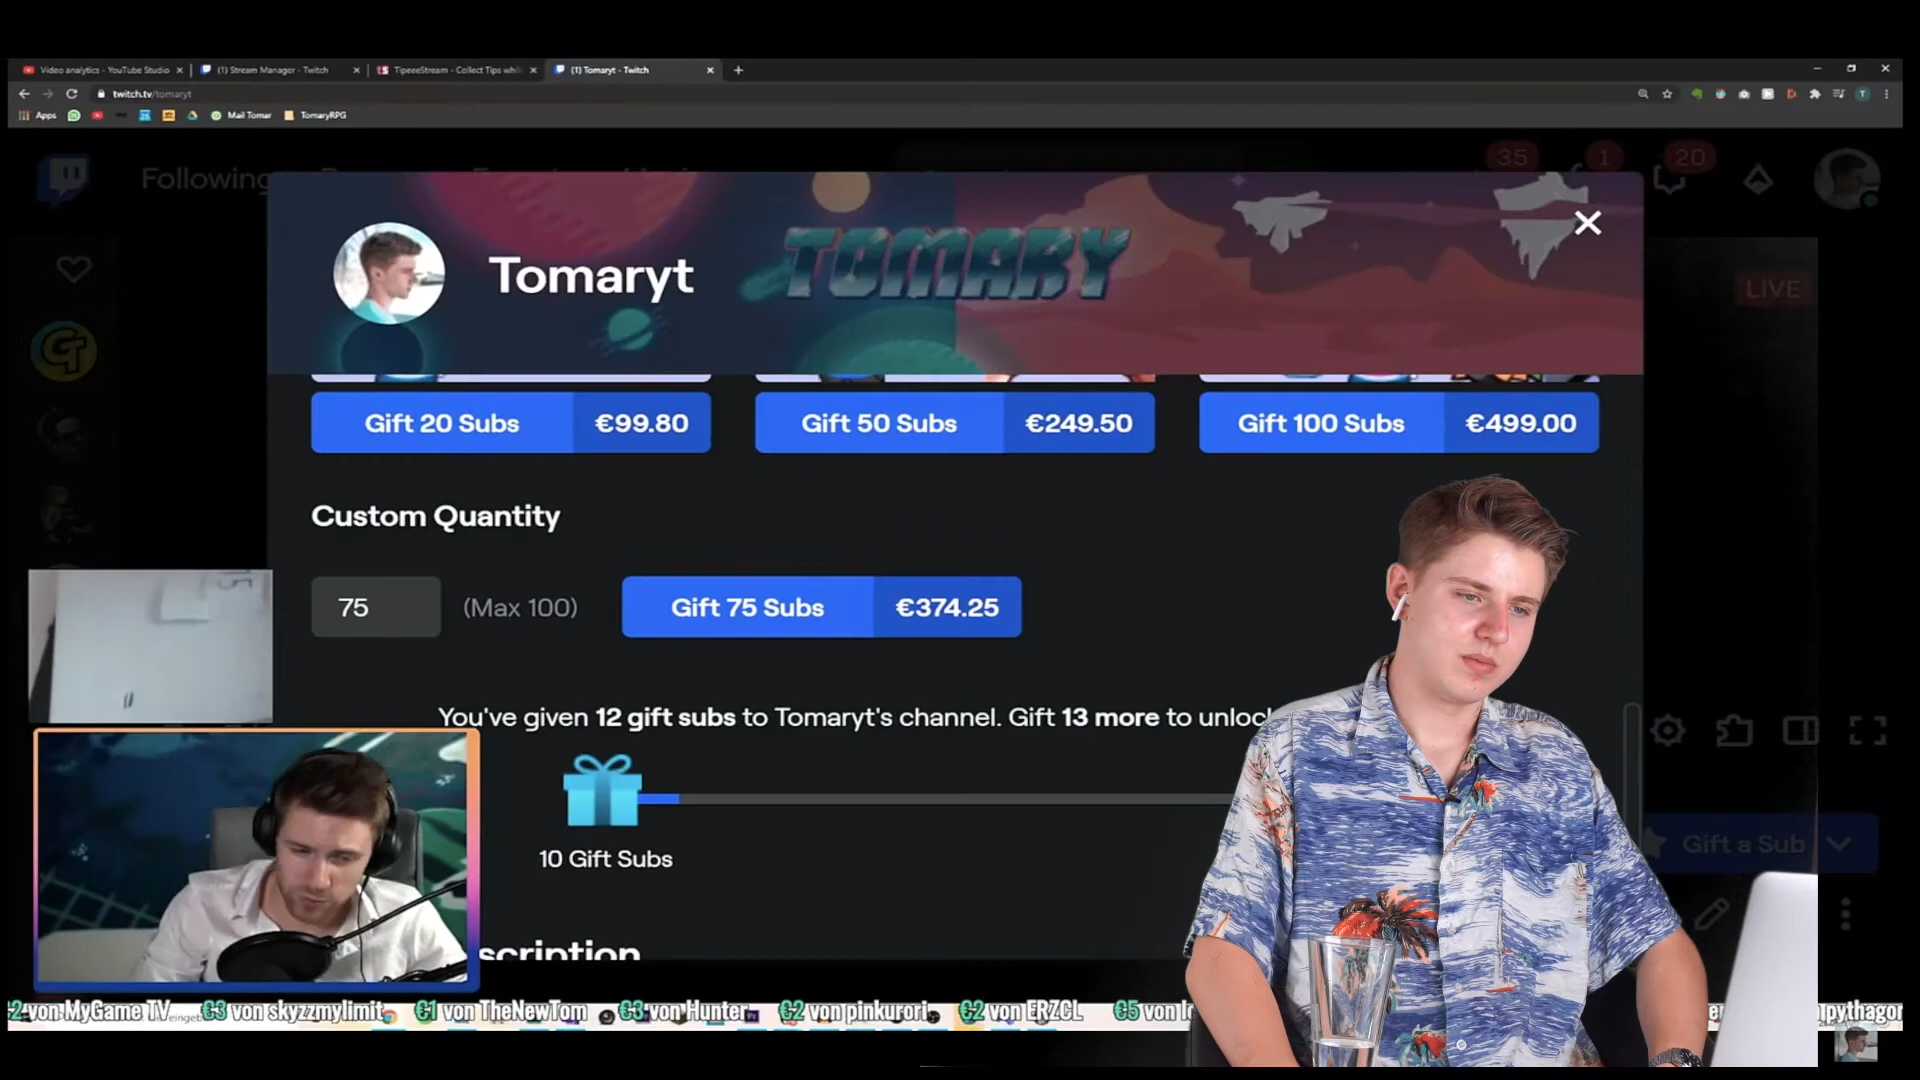 Video analytics - YouTube Studio
(1) Stream Manager - Twitch
TipeeeStream - Collect Tips whil
(1) Tomaryt - Twitch
twitch.tv/tomaryt
Apps
Mail Tomar
TomaryRPG
Following
35
1
20
Tomaryt
TOMARY
LIVE
Gift 20 Subs €99.80
Gift 50 Subs €249.50
Gift 100 Subs €499.00
Custom Quantity
75 (Max 100) Gift 75 Subs €374.25
You've given 12 gift subs to Tomaryt's channel. Gift 13 more to unlock
10 Gift Subs
Gift a Sub
scription
€2 von MyGame TV €3 von skyzzmylimit €1 von TheNewTom €3 von Hunter €2 von pinkurori €2 von ERZCL €5 von